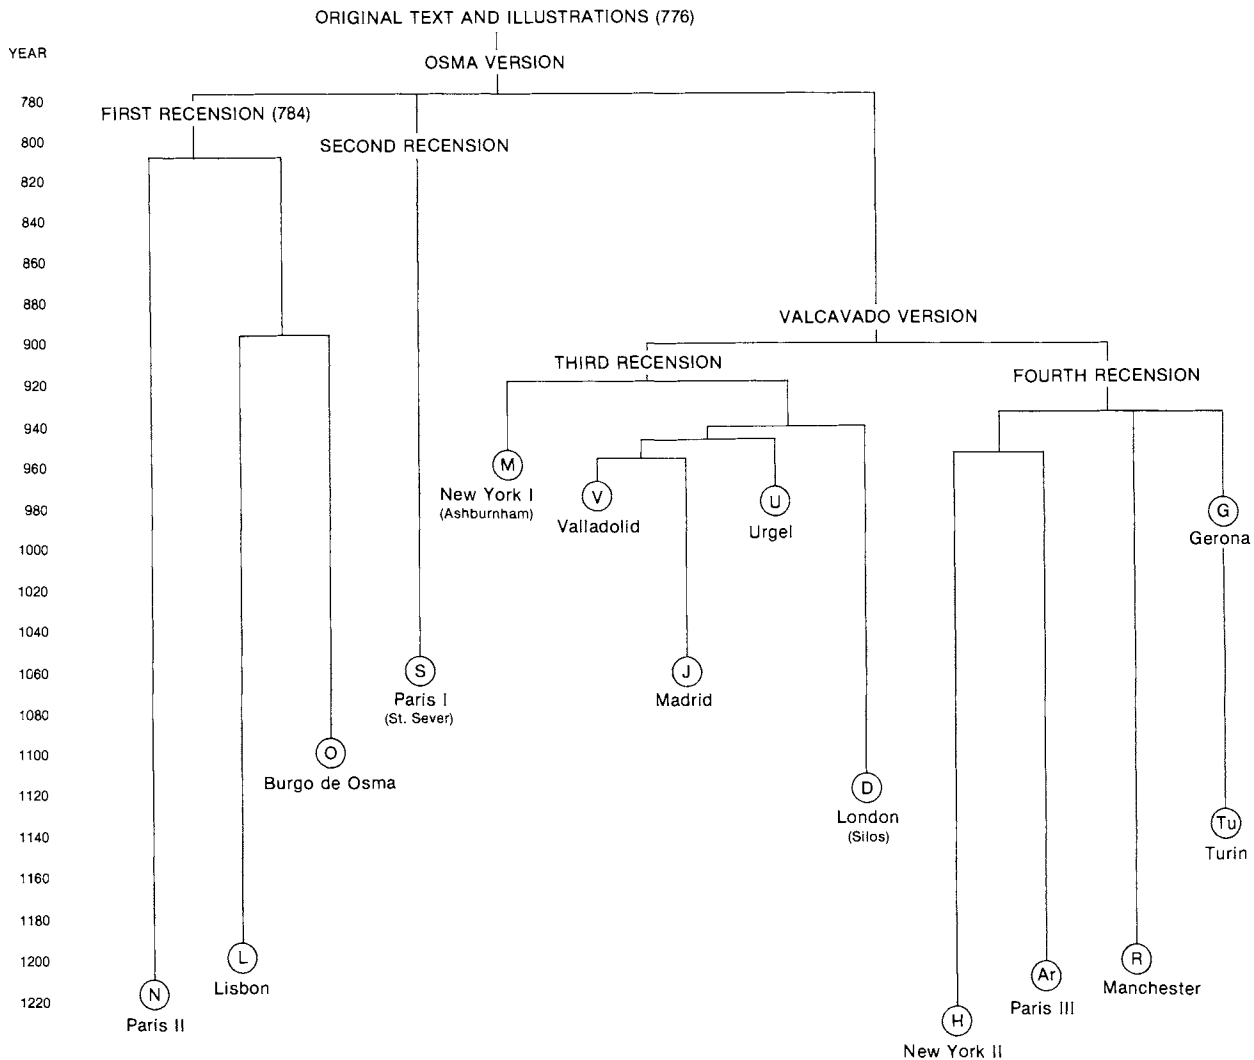 ORIGINAL TEXT AND ILLUSTRATIONS (776)
YEAR
OSMA VERSION
780
FIRST RECENSION (784)
800
SECOND RECENSION
820
840
860
880
VALCAVADO VERSION
900
THIRD RECENSION
FOURTH RECENSION
920
940
960
M
New York I
(Ashburnham)
V
Valladolid
U
Urgel
980
G
Gerona
1000
1020
1040
1060
S
Paris I
(St. Sever)
J
Madrid
1080
1100
O
Burgo de Osma
1120
D
London
(Silos)
1140
Tu
Turin
1160
1180
1200
L
Lisbon
R
Manchester
Ar
Paris III
1220
N
Paris II
H
New York II